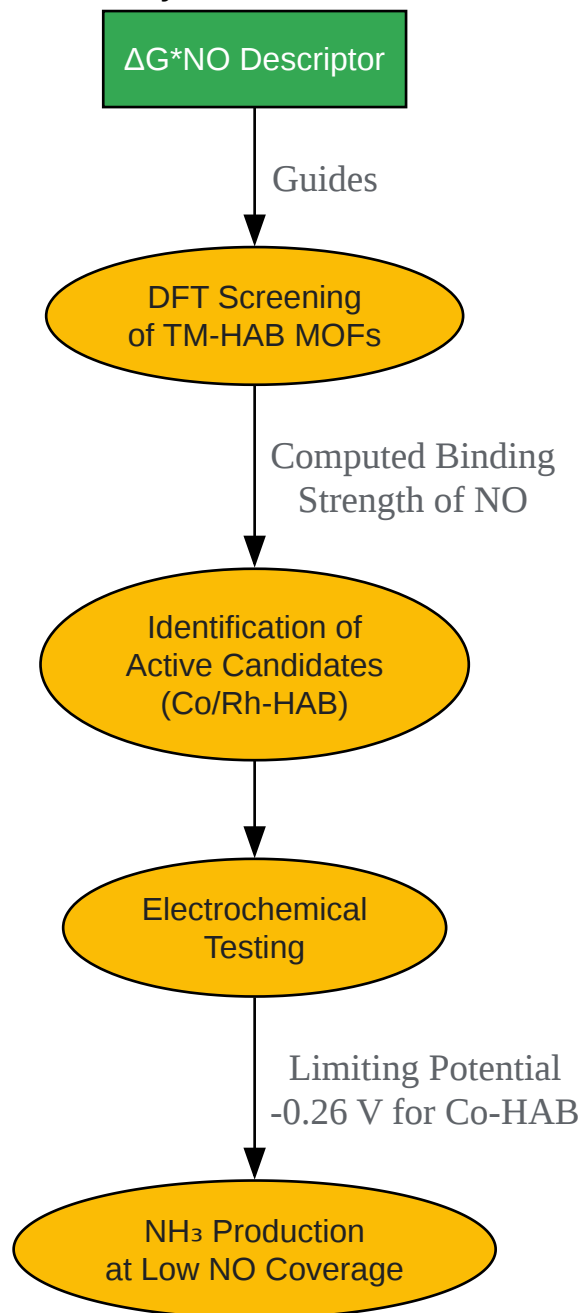 ΔG*NO Descriptor
Guides
DFT Screening
of TM-HAB MOFs
Computed Binding
Strength of NO
Identification of
Active Candidates
(Co/Rh-HAB)
Electrochemical
Testing
Limiting Potential
-0.26 V for Co-HAB
NH₃ Production
at Low NO Coverage